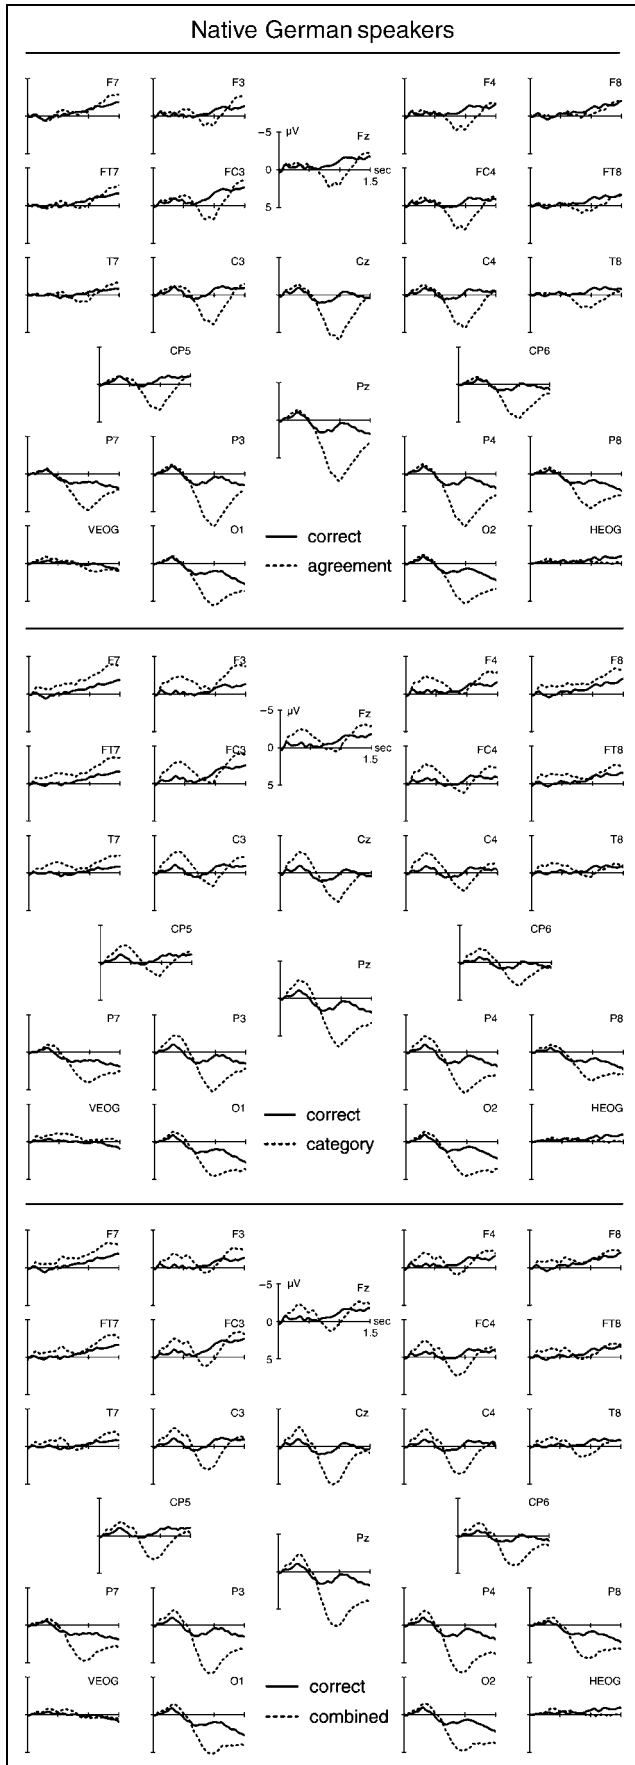 Native German speakers
F7 F3 F4 F8
−5 μV Fz
0 sec
1.5
5
FT7 FC3 FC4 FT8
T7 C3 Cz C4 T8
CP5 CP6
Pz
P7 P3 P4 P8
VEOG O1 O2 HEOG
correct
agreement
F7 F3 F4 F8
−5 μV Fz
0 sec
1.5
5
FT7 FC3 FC4 FT8
T7 C3 Cz C4 T8
CP5 CP6
Pz
P7 P3 P4 P8
VEOG O1 O2 HEOG
correct
category
F7 F3 F4 F8
−5 μV Fz
0 sec
1.5
5
FT7 FC3 FC4 FT8
T7 C3 Cz C4 T8
CP5 CP6
Pz
P7 P3 P4 P8
VEOG O1 O2 HEOG
correct
combined